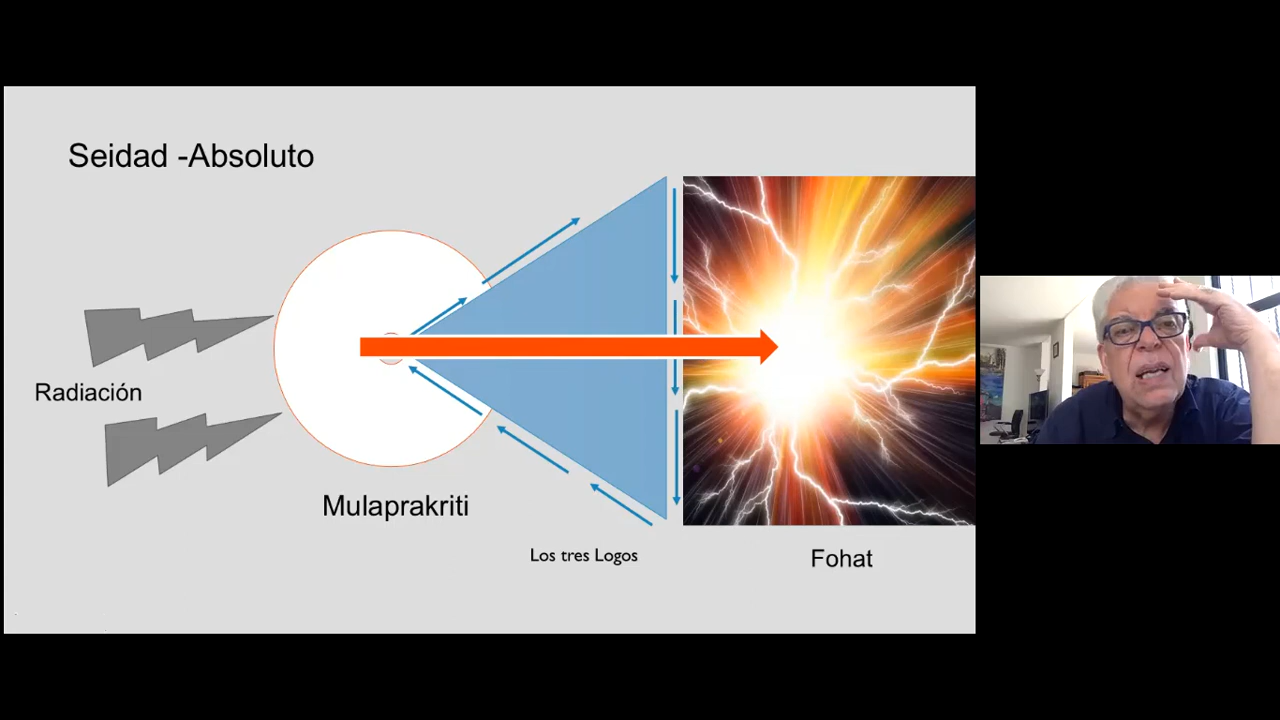 Seidad -Absoluto
Radiación
Mulaprakriti
Los tres Logos
Fohat